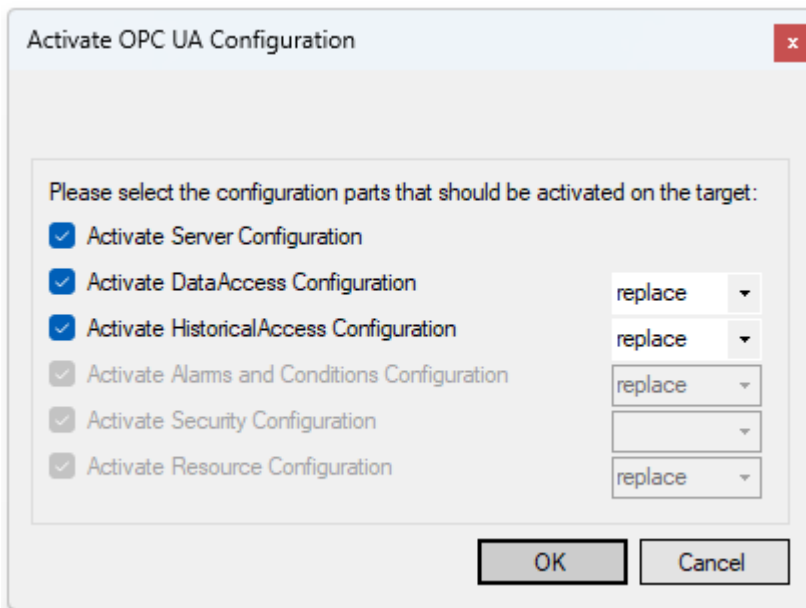 Activate OPC UA Configuration
x
Please select the configuration parts that should be activated on the target:
Activate Server Configuration
Activate DataAccess Configuration
replace
Activate HistoricalAccess Configuration
replace
Activate Alarms and Conditions Configuration
replace
Activate Security Configuration
Activate Resource Configuration
replace
OK
Cancel